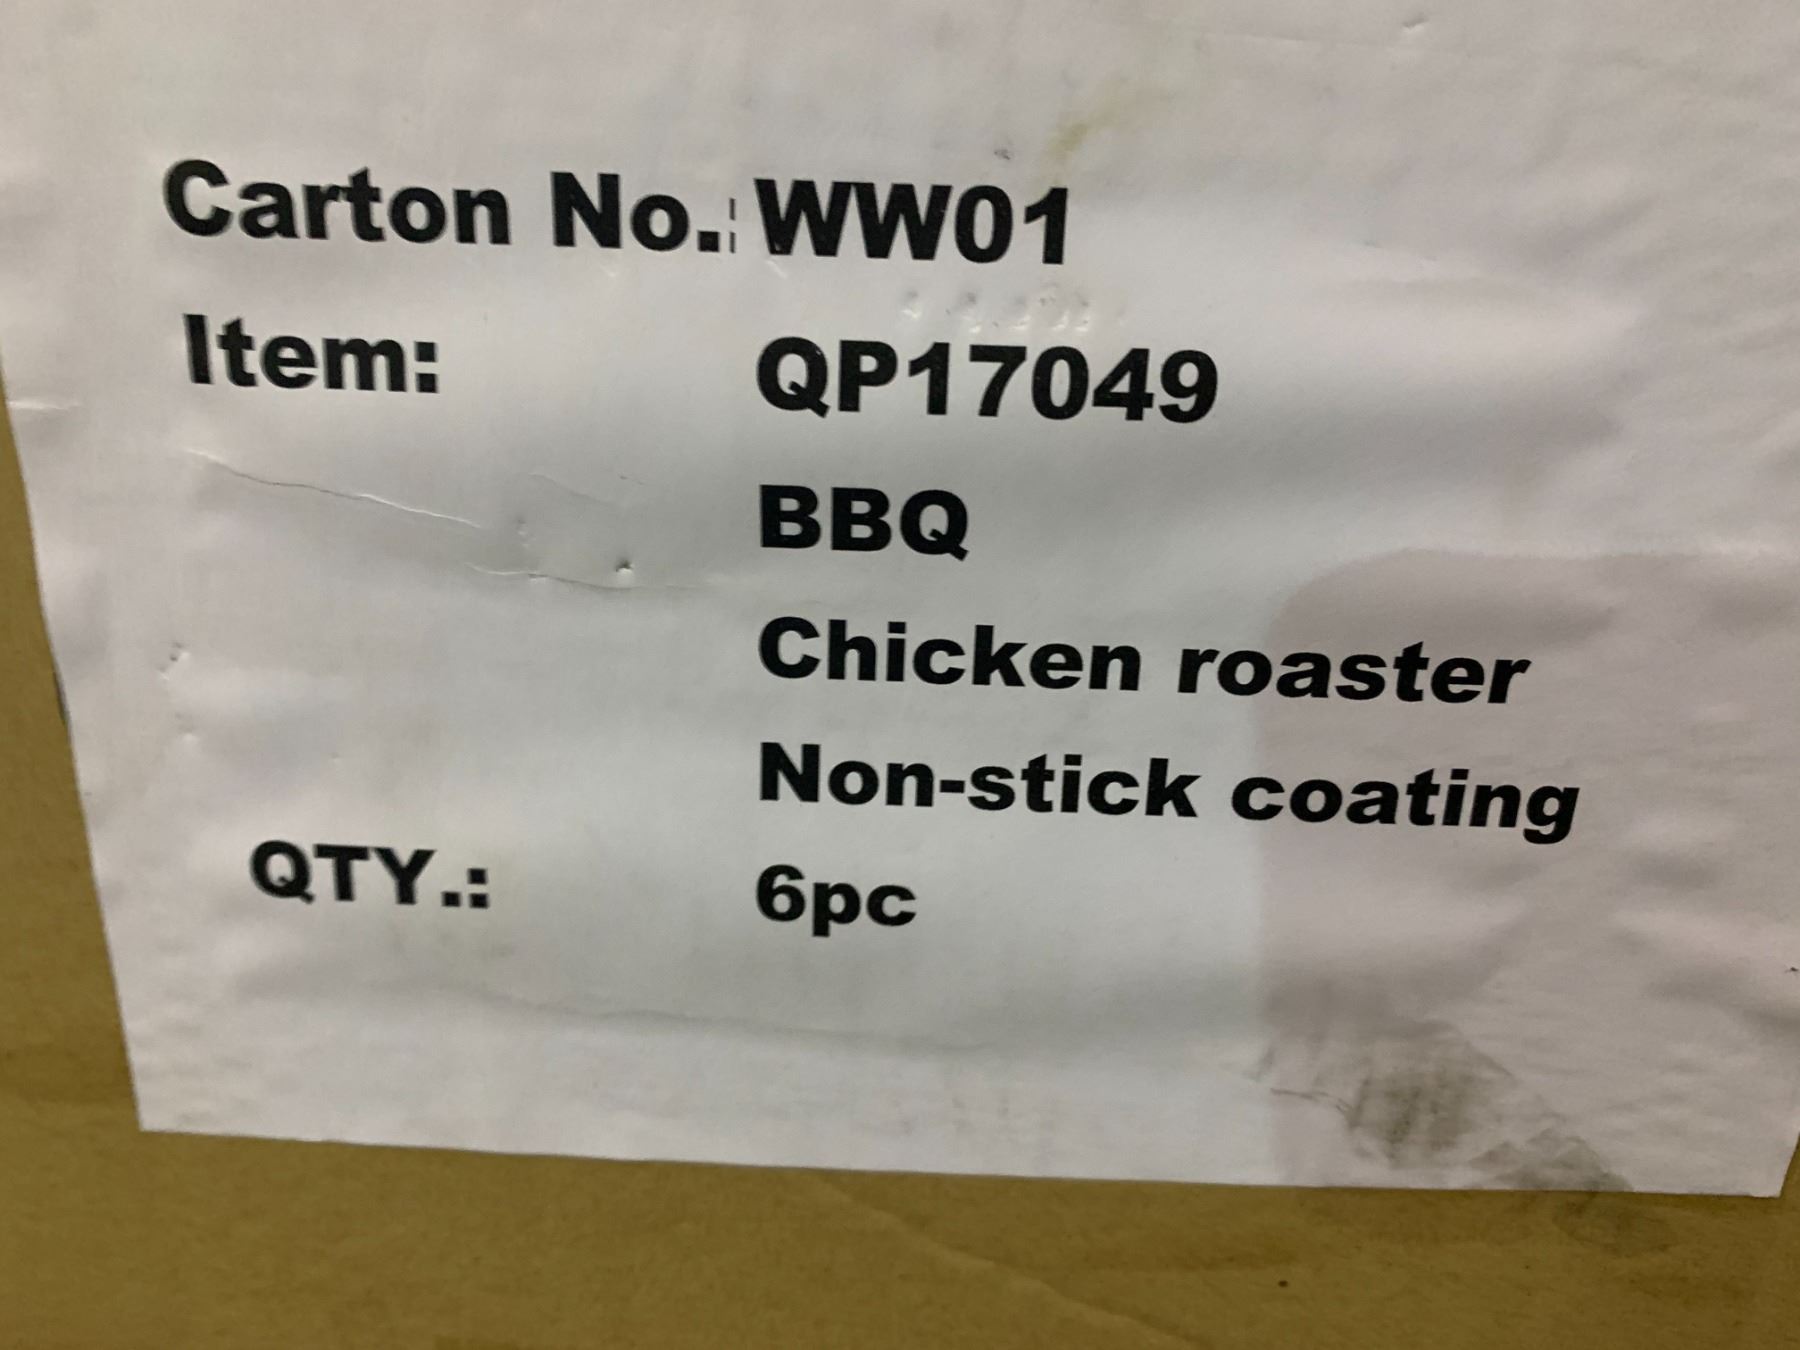 Carton No.: WW01
Item: QP17049
BBQ
Chicken roaster
Non-stick coating
QTY.: 6pc